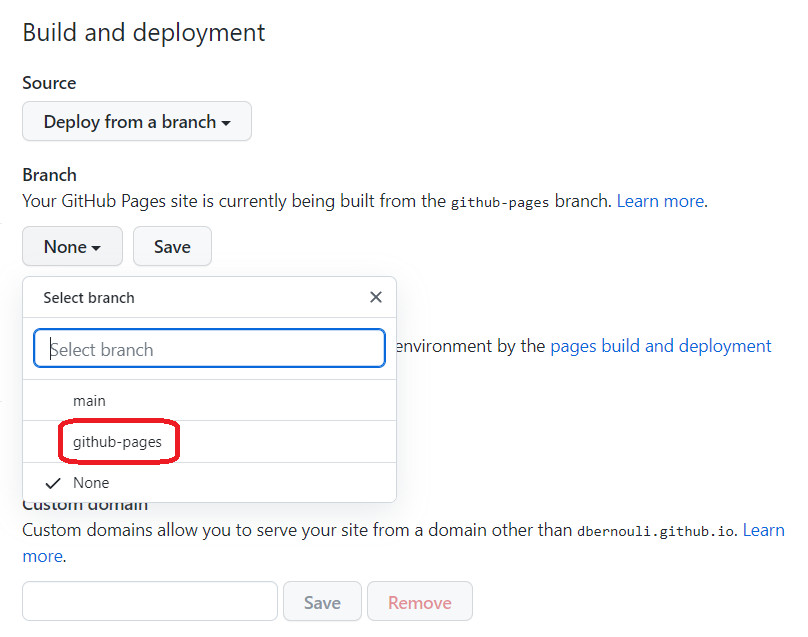 Build and deployment
Source
Deploy from a branch
Branch
Your GitHub Pages site is currently being built from the github-pages branch. Learn more.
None
Save
Select branch
Select branch
environment by the pages build and deployment
main
github-pages
None
Custom domain
Custom domains allow you to serve your site from a domain other than dbernouli.github.io. Learn
more.
Save
Remove